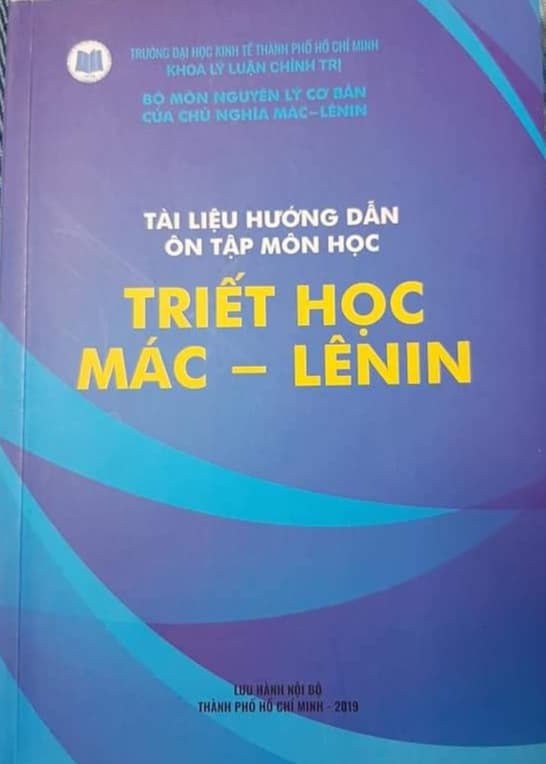 TRƯỜNG ĐẠI HỌC KINH TẾ THÀNH PHỐ HỒ CHÍ MINH
KHOA LÝ LUẬN CHÍNH TRỊ
BỘ MÔN NGUYÊN LÝ CƠ BẢN
CỦA CHỦ NGHĨA MÁC–LÊNIN
TÀI LIỆU HƯỚNG DẪN
ÔN TẬP MÔN HỌC
TRIẾT HỌC
MÁC – LÊNIN
LƯU HÀNH NỘI BỘ
THÀNH PHỐ HỒ CHÍ MINH - 2019